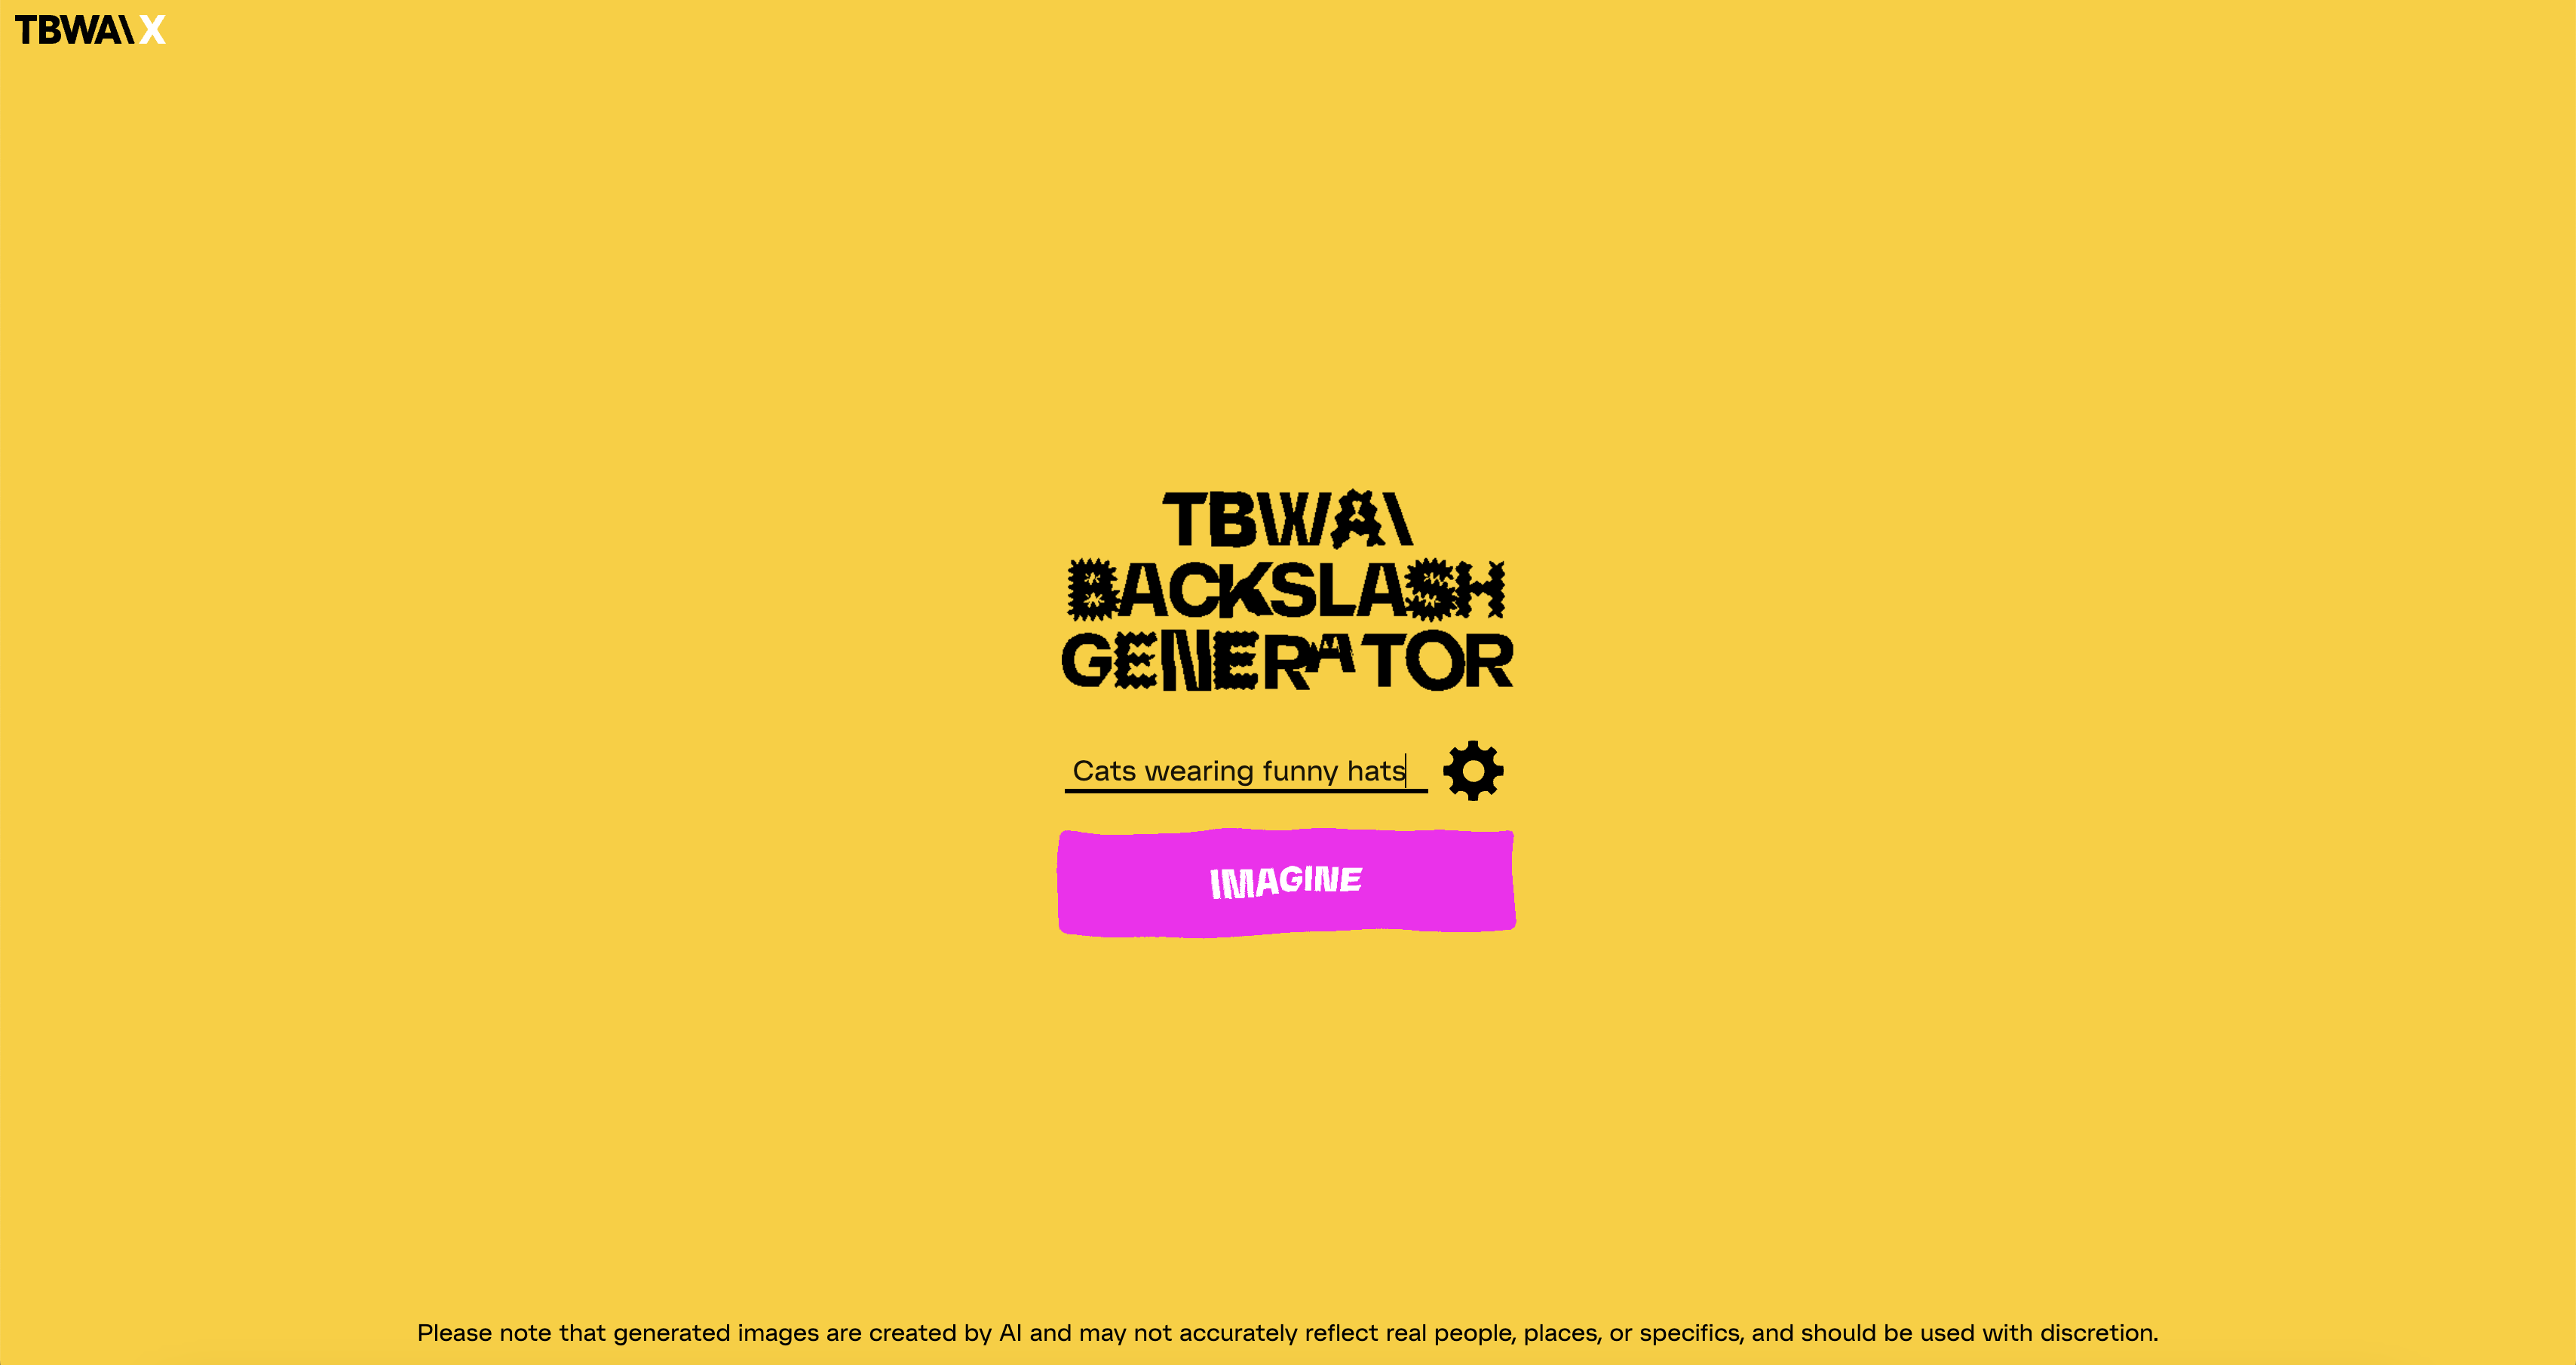 TBWA\ X
TBWA\
BACKSLASH
GENERATOR
Cats wearing funny hats
IMAGINE
Please note that generated images are created by AI and may not accurately reflect real people, places, or specifics, and should be used with discretion.